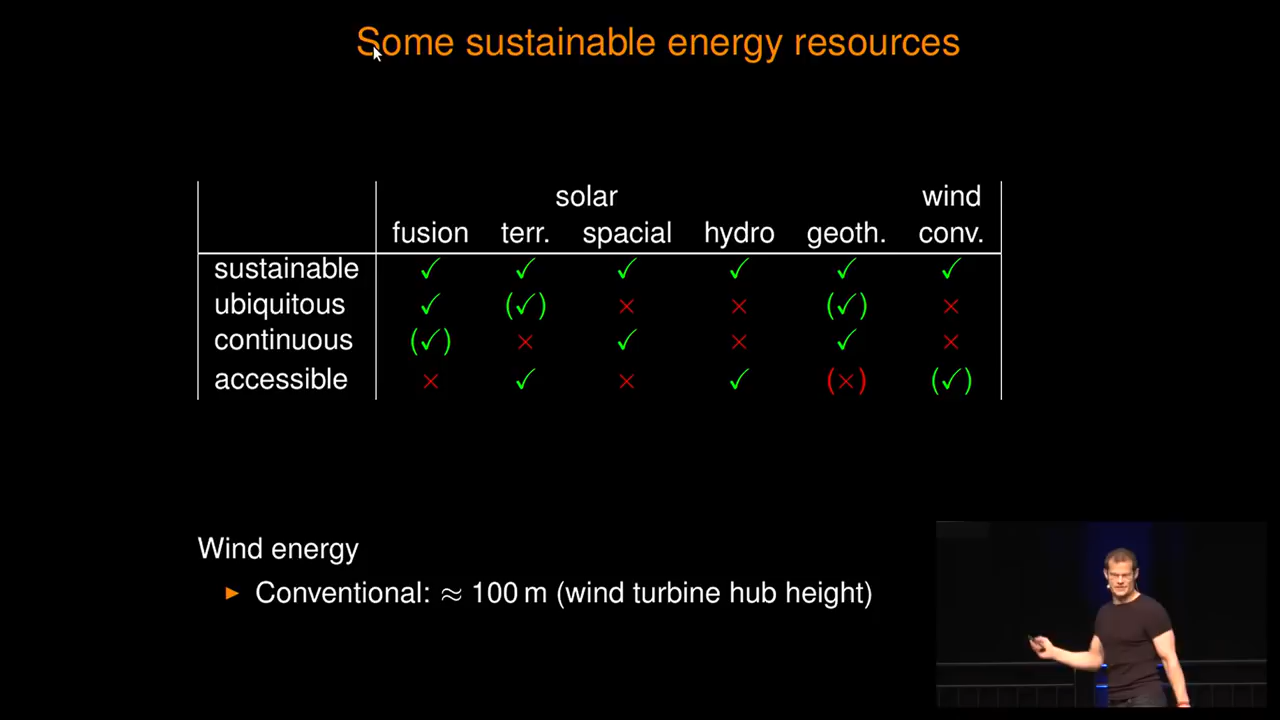 Some sustainable energy resources
solar wind
fusion terr. spacial hydro geoth. conv.
sustainable ✓ ✓ ✓ ✓ ✓ ✓
ubiquitous ✓ (✓) × × (✓) ×
continuous (✓) × ✓ × ✓ ×
accessible × ✓ × ✓ (×) (✓)
Wind energy
► Conventional: ≈ 100 m (wind turbine hub height)